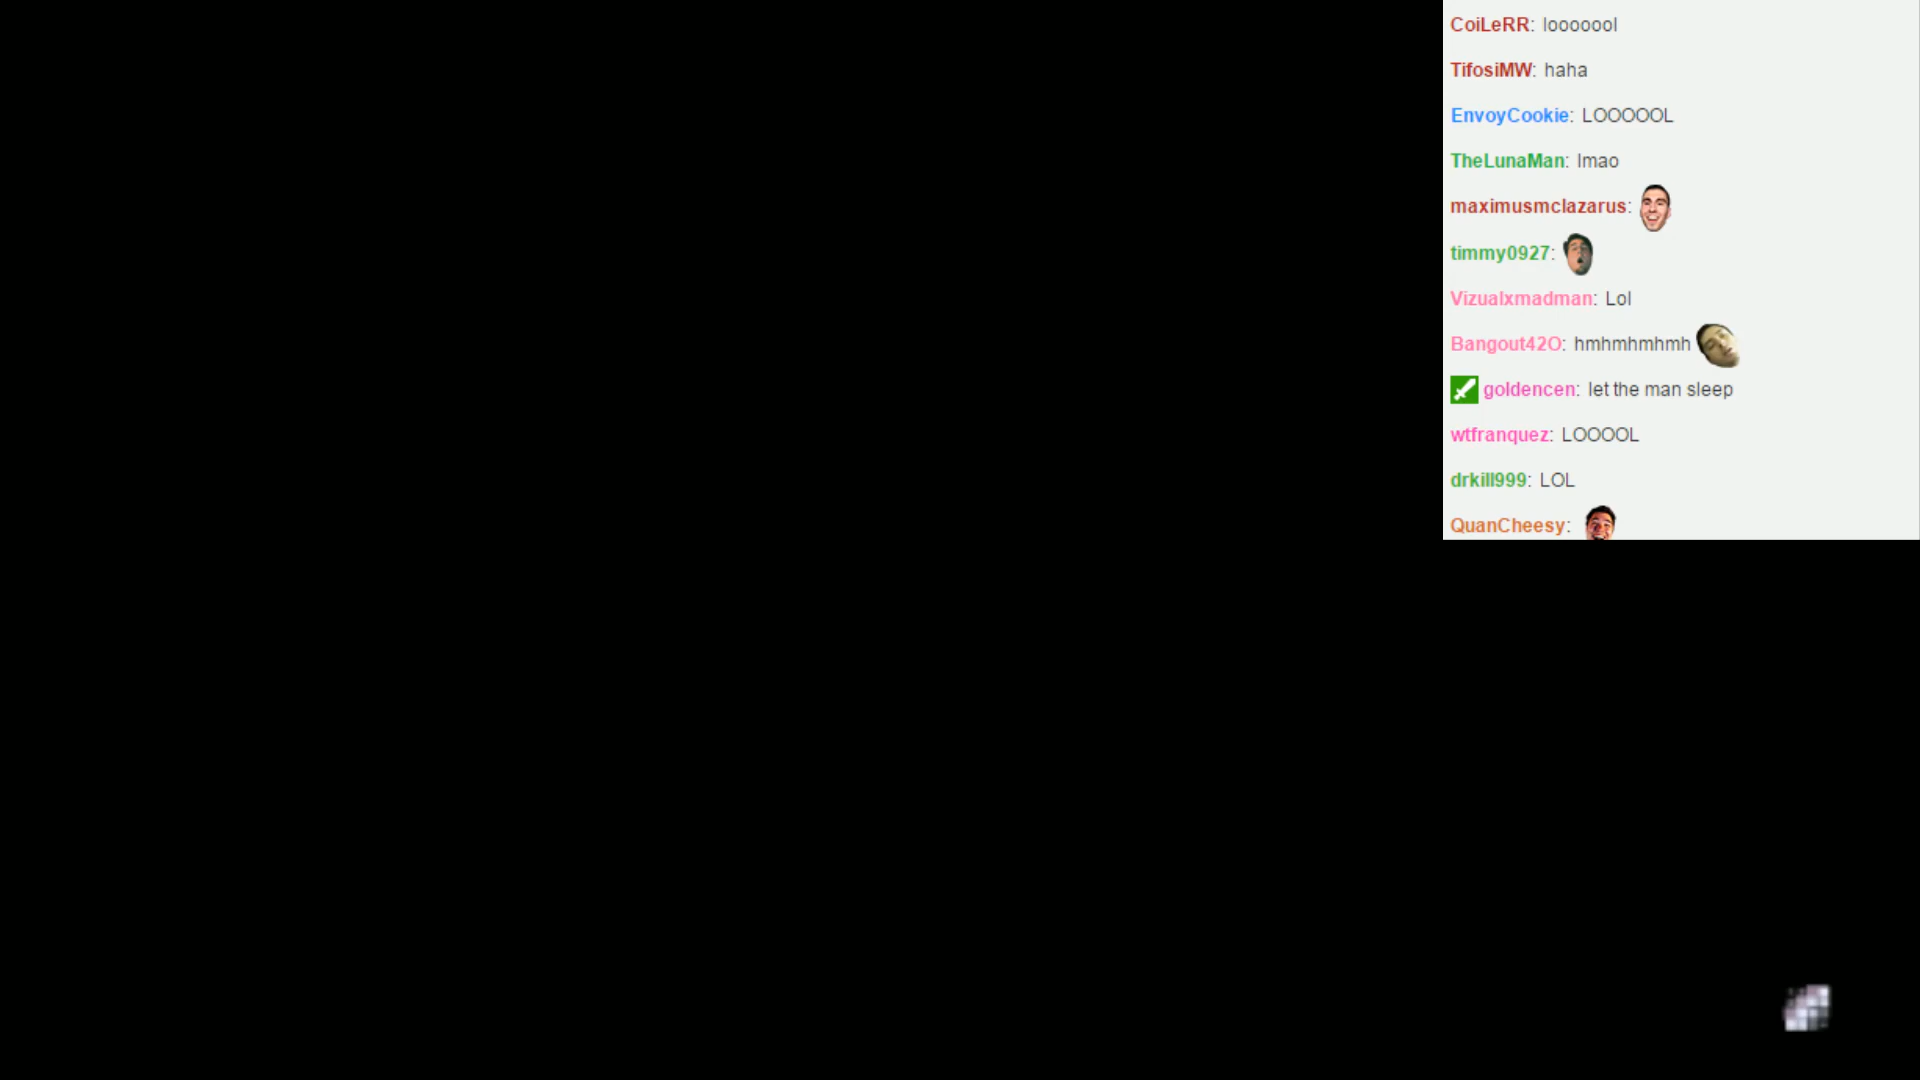 CoiLeRR: looooool
TifosiMW: haha
EnvoyCookie: LOOOOOL
TheLunaMan: lmao
maximusmclazarus:
timmy0927:
Vizualxmadman: Lol
Bangout42O: hmhmhmhmh
goldencen: let the man sleep
wtfranquez: LOOOOL
drkill999: LOL
QuanCheesy: